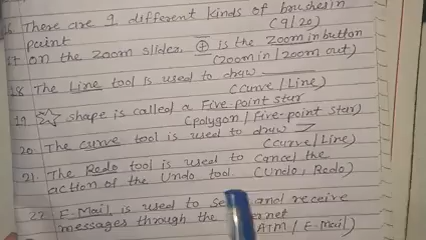 There are 9 different kinds of brushes in
paint (9/20)
17 on the zoom slider, ⊕ is the zoom in button
(zoom in/zoom out)
18 The Line tool is used to draw
(curve/Line)
19 ☆ shape is called a Five-point star
(polygon/Five-point star)
20. The curve tool is used to draw
(curve/Line)
21. The Redo tool is used to cancel the
action of the Undo tool. (Undo, Redo)
22. E-Mail is used to and receive
messages through the
ATM/E-Mail)